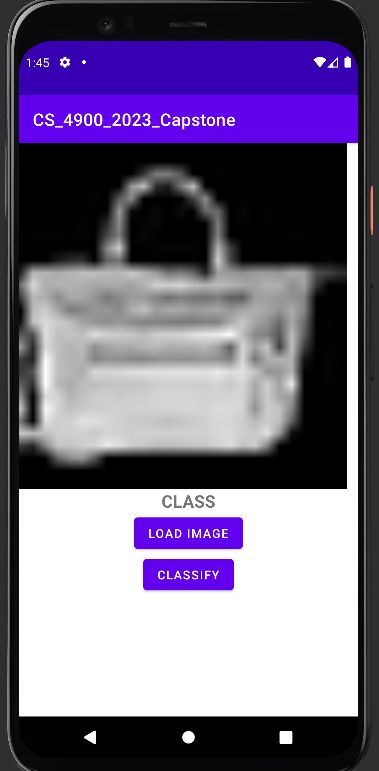 1:45
CS_4900_2023_Capstone
CLASS
LOAD IMAGE
CLASSIFY